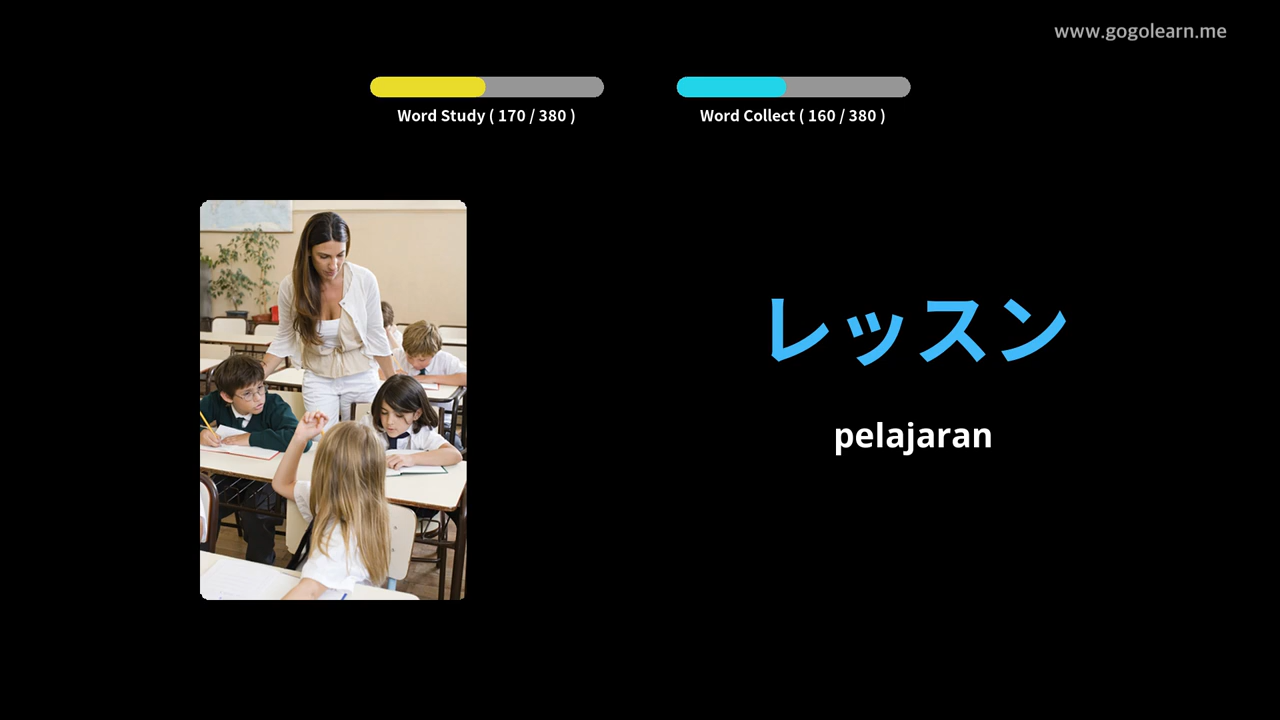 www.gogolearn.me
Word Study ( 170 / 380 )
Word Collect ( 160 / 380 )
レッスン
pelajaran